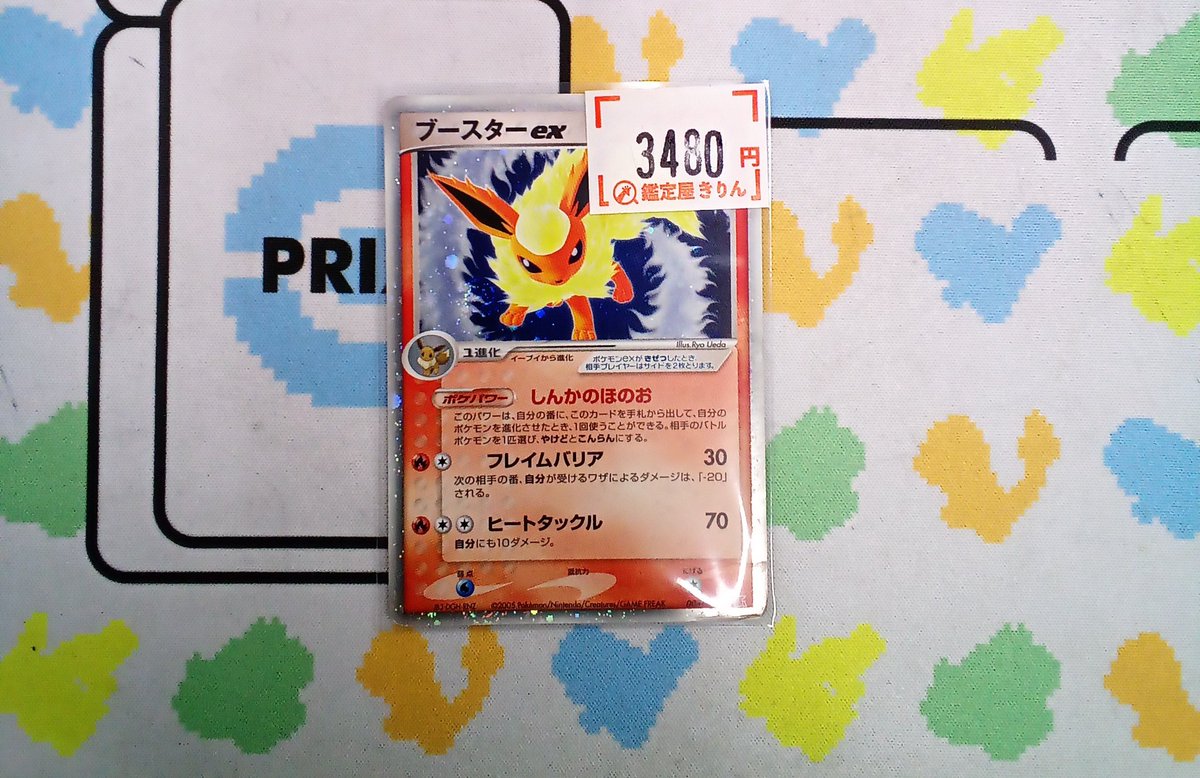 ブースターex
3480円
鑑定屋きりん
PRI
Illus.Ryo Ueda
1進化
イーブイから進化
ポケモンexがきぜつしたとき、
相手プレイヤーはサイドを2枚とります。
ポケパワー しんかのほのお
このパワーは、自分の番に、このカードを手札から出して、自分の
ポケモンを進化させたとき、1回使うことができる。相手のバトル
ポケモンを1匹選び、やけどとこんらんにする。
フレイムバリア 30
次の相手の番、自分が受けるワザによるダメージは、「-20」
される。
ヒートタックル 70
自分にも10ダメージ。
弱点 抵抗力 にげる
©2005 Pokémon/Nintendo/Creatures/GAME FREAK